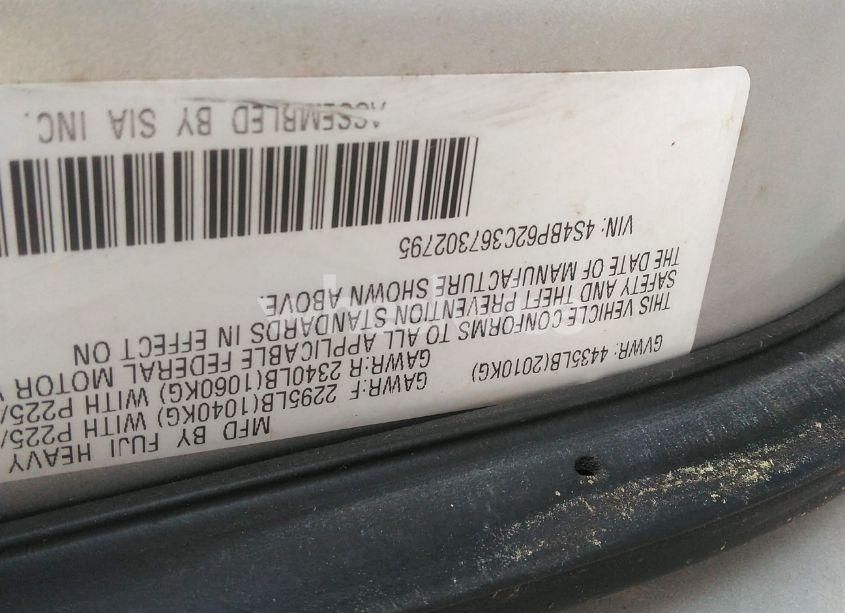 MFD BY FUJI HEAVY
GAWR:F 2295LB(1040KG) WITH P225/
GAWR:R 2340LB(1060KG) WITH P225/
GVWR: 4435LB(2010KG)
THIS VEHICLE CONFORMS TO ALL APPLICABLE FEDERAL MOTOR
SAFETY AND THEFT PREVENTION STANDARDS IN EFFECT ON
THE DATE OF MANUFACTURE SHOWN ABOVE.
VIN: 4S4BP62C367302795
ASSEMBLED BY SIA INC.